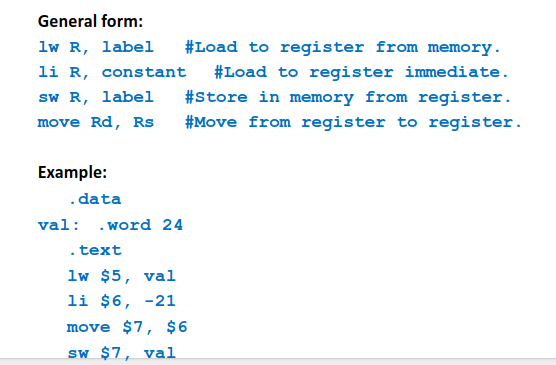 General form:
lw R, label   #Load to register from memory.
li R, constant   #Load to register immediate.
sw R, label   #Store in memory from register.
move Rd, Rs   #Move from register to register.
Example:
.data
val: .word 24
.text
lw $5, val
li $6, -21
move $7, $6
sw $7, val